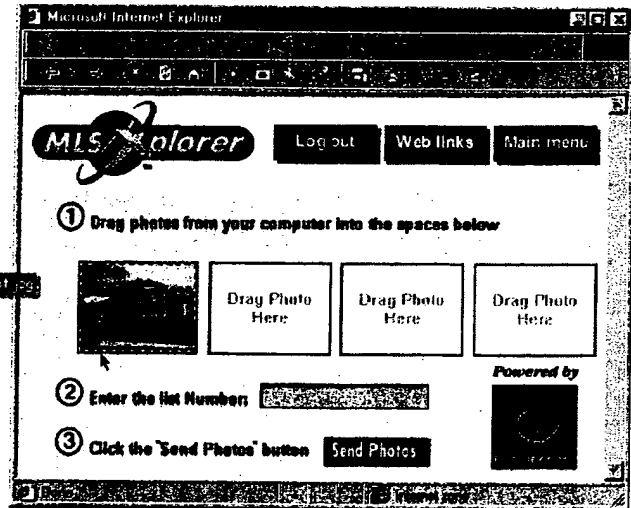 Microsoft Internet Explorer
MLS Xplorer
Log out Web links Main menu
① Drag photos from your computer into the spaces below
Drag Photo Here
Drag Photo Here
Drag Photo Here
Powered by
② Enter the list Number:
③ Click the "Send Photos" button Send Photos